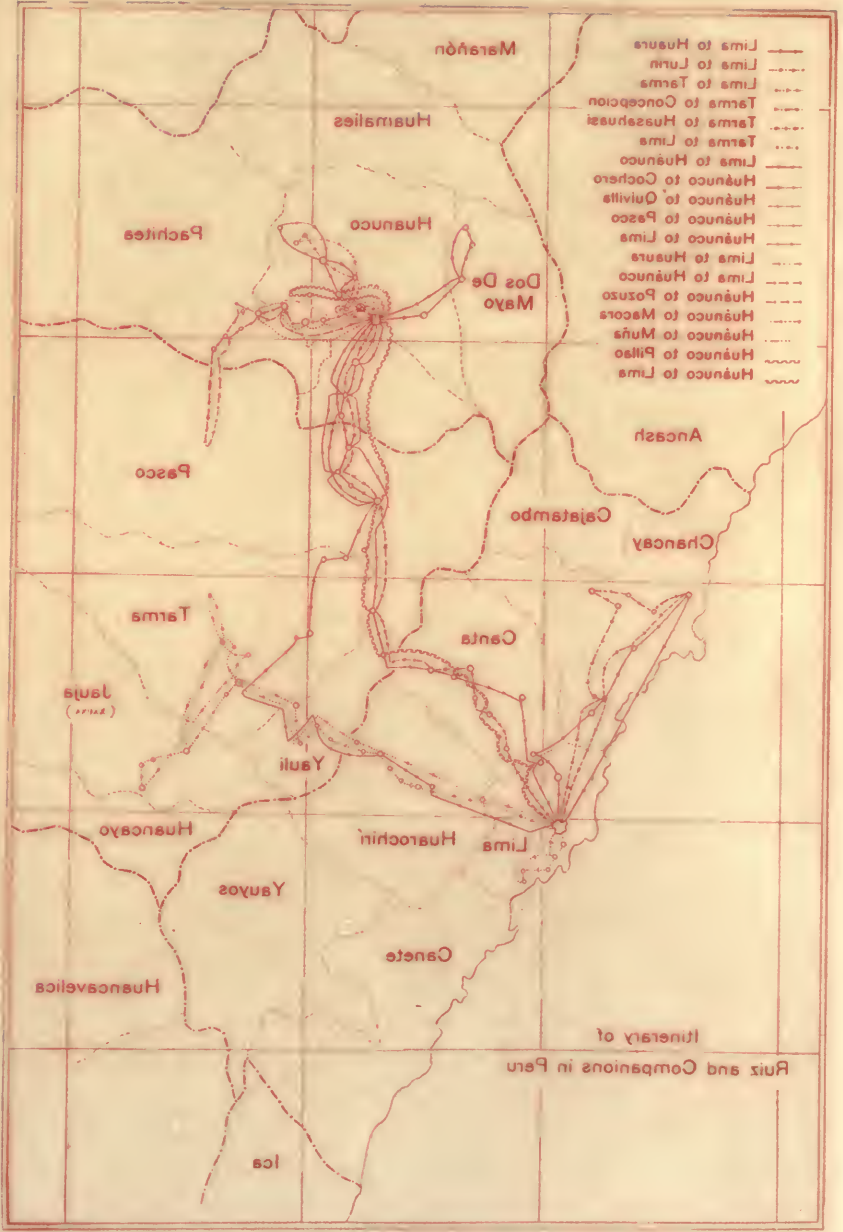 Lima to Huaura
Lima to Lurin
Lima to Tarma
Tarma to Concepcion
Tarma to Huasahuasi
Tarma to Lima
Lima to Huánuco
Huánuco to Cochero
Huánuco to Quivilla
Huánuco to Pasco
Huánuco to Lima
Lima to Huaura
Lima to Huánuco
Huánuco to Pozuzo
Huánuco to Macora
Huánuco to Muña
Huánuco to Pillao
Huánuco to Lima
Marañón
Huamalies
Huanuco
Pachitea
Dos De
Mayo
Ancash
Pasco
Cajatambo
Chancay
Tarma
Canta
Jauja
Yauli
Huancayo
Huarochirí
Lima
Yauyos
Canete
Huancavelica
Itinerary of
Ruiz and Companions in Peru
Ica